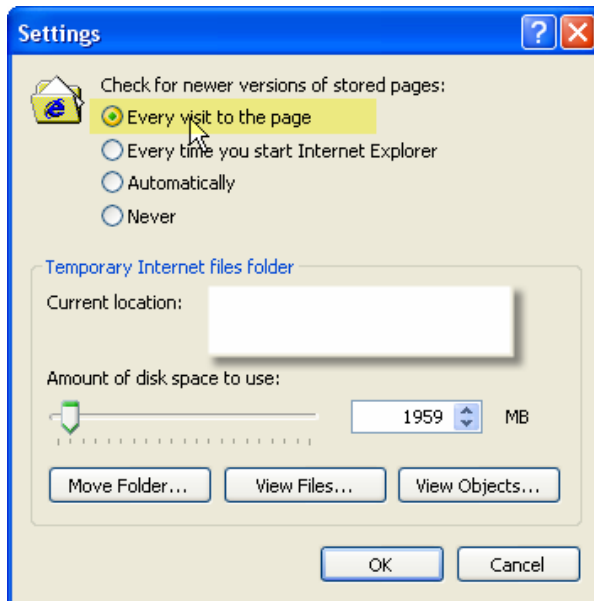 Settings
Check for newer versions of stored pages:
Every visit to the page
Every time you start Internet Explorer
Automatically
Never
Temporary Internet files folder
Current location:
Amount of disk space to use:
1959 MB
Move Folder... View Files... View Objects...
OK Cancel